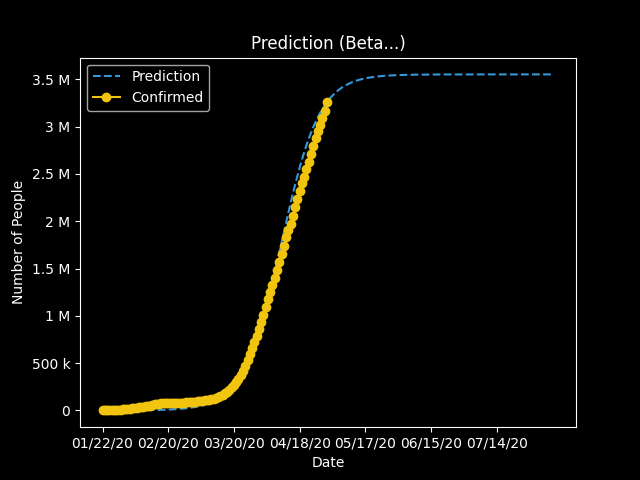 Prediction (Beta...)
Prediction
Confirmed
3.5 M
3 M
2.5 M
2 M
1.5 M
1 M
500 k
0
Number of People
01/22/20 02/20/20 03/20/20 04/18/20 05/17/20 06/15/20 07/14/20
Date